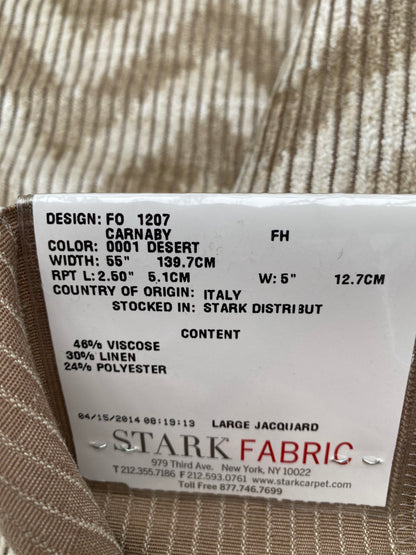 DESIGN: FO 1207
CARNABY FH
COLOR: 0001 DESERT
WIDTH: 55" 139.7CM
RPT L: 2.50" 5.1CM W: 5" 12.7CM
COUNTRY OF ORIGIN: ITALY
STOCKED IN: STARK DISTRIBUT
CONTENT
46% VISCOSE
30% LINEN
24% POLYESTER
04/15/2014 08:19:13 LARGE JACQUARD
STARK FABRIC
979 Third Ave. New York, NY 10022
T 212.355.7186 F 212.593.0761 www.starkcarpet.com
Toll Free 877.746.7699